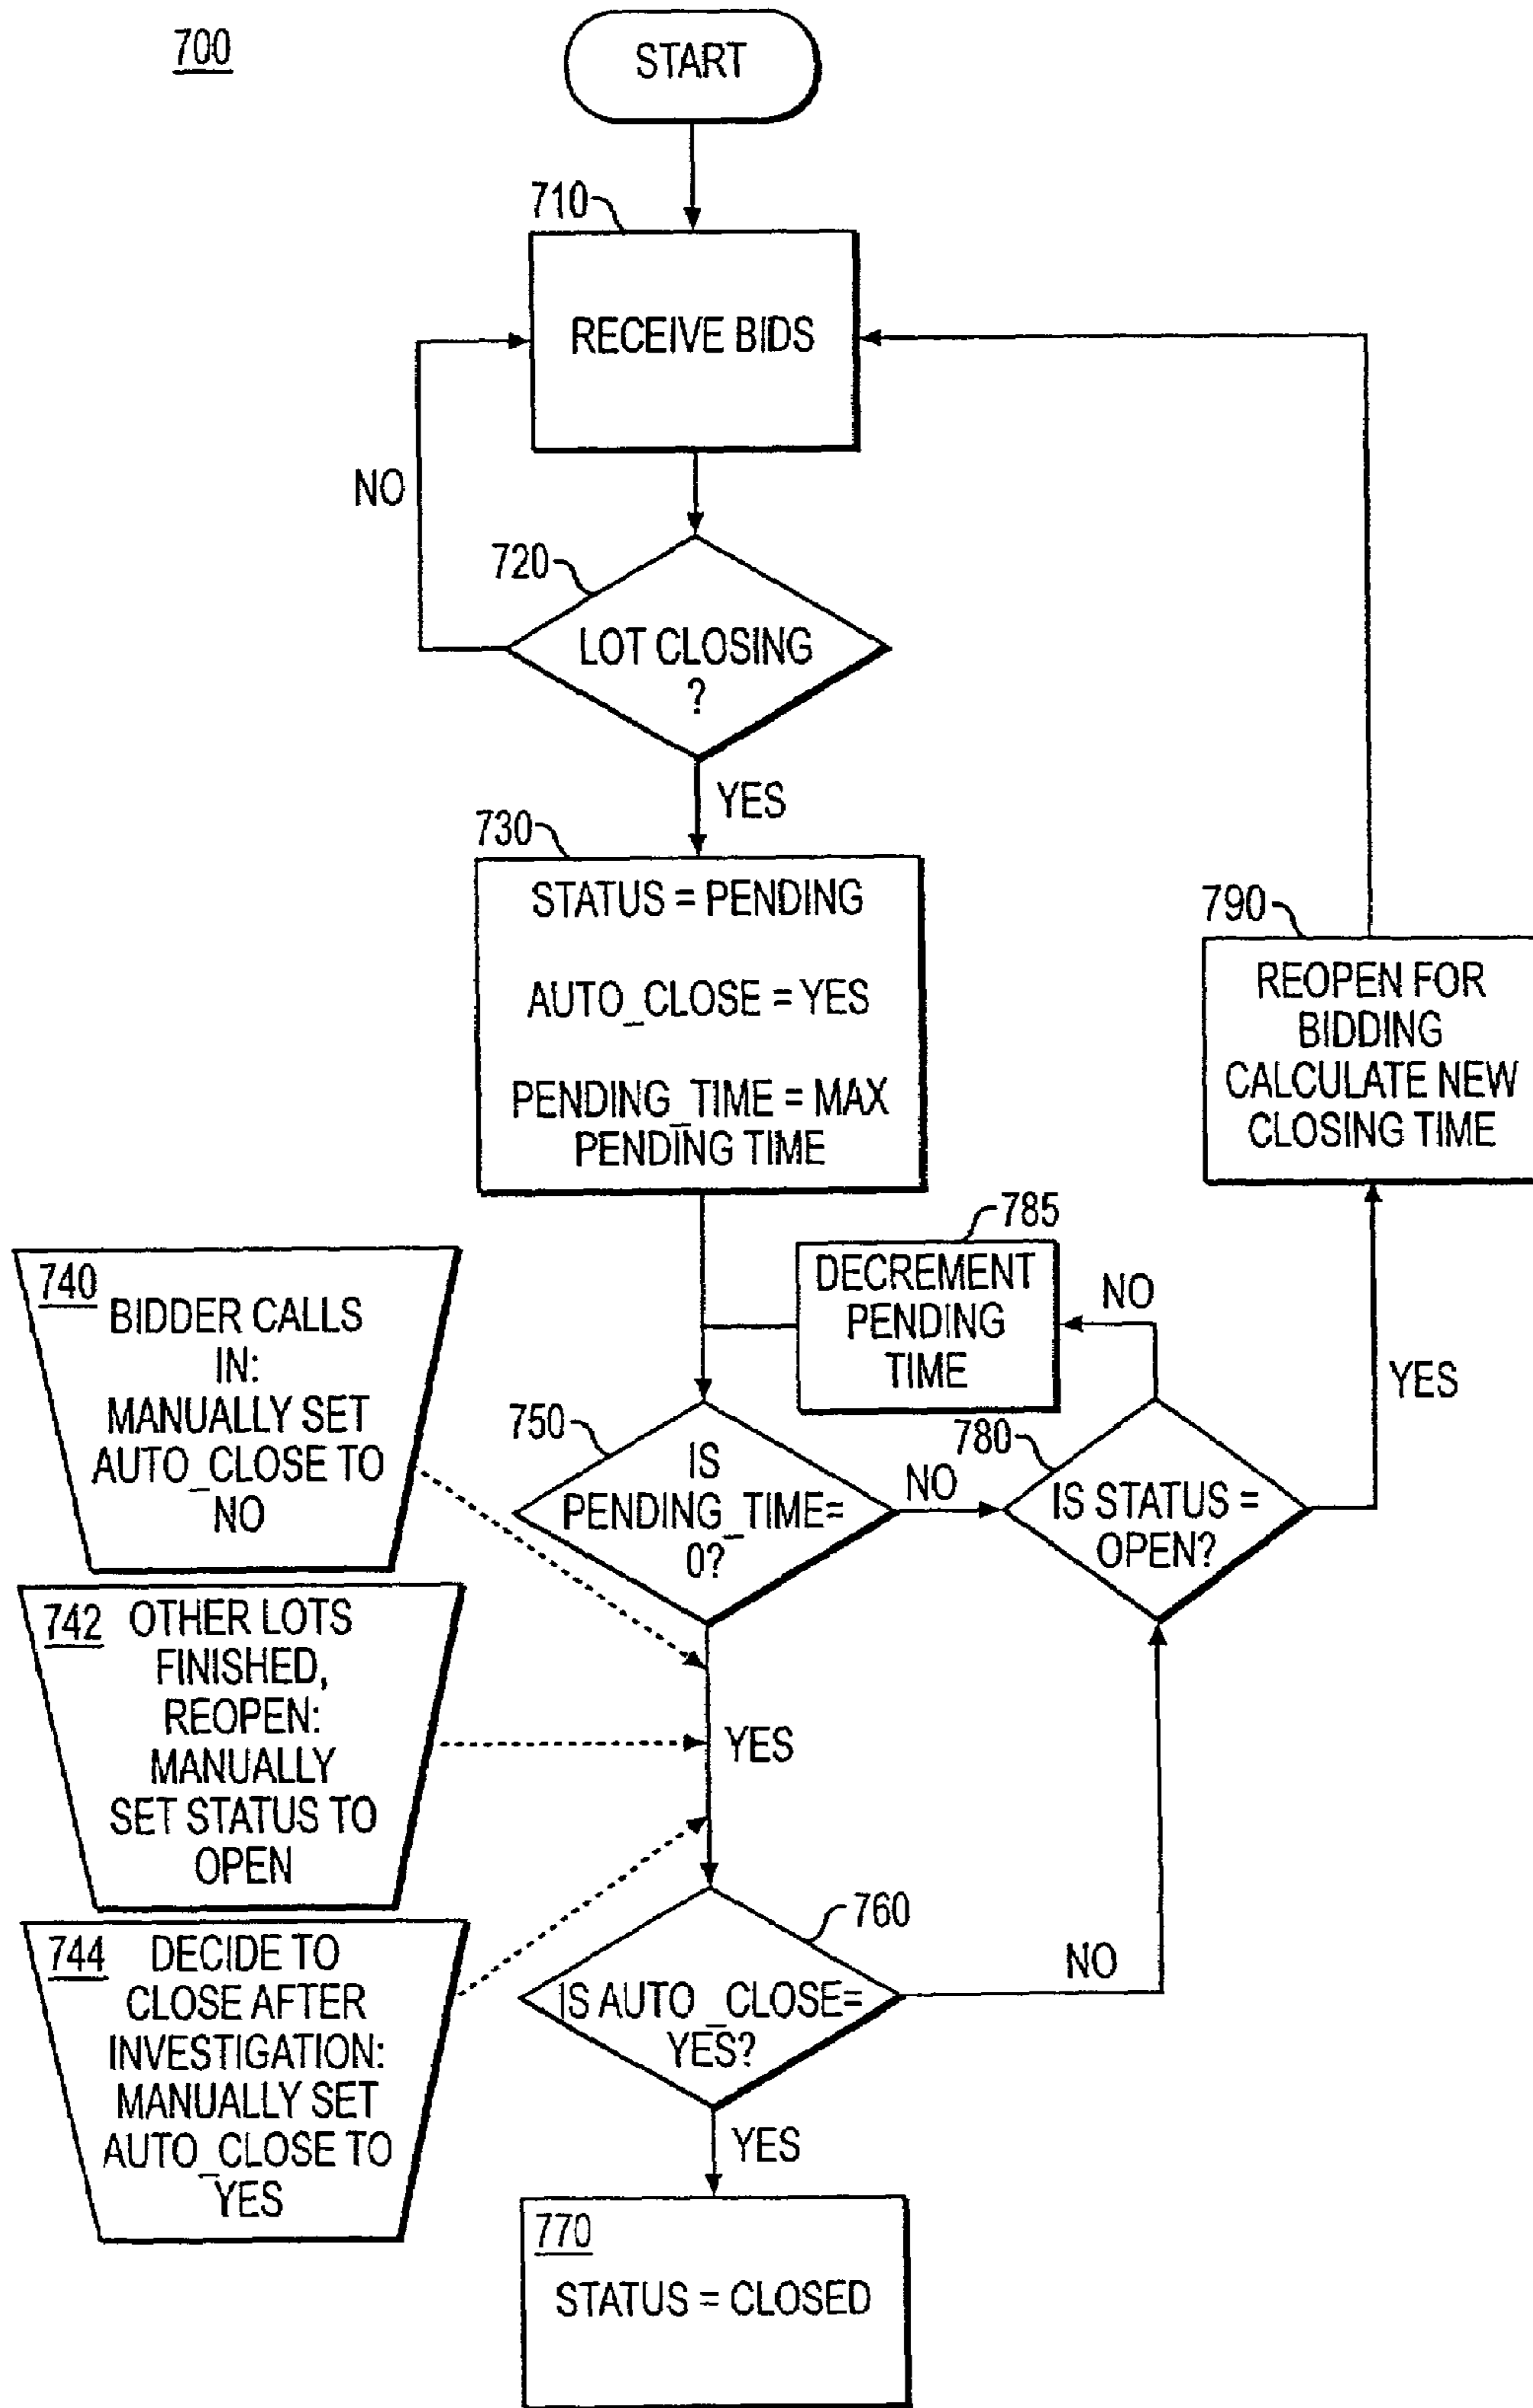 700
START
710
RECEIVE BIDS
NO
720
LOT CLOSING
?
YES
730
STATUS = PENDING
AUTO_CLOSE = YES
PENDING_TIME = MAX
PENDING TIME
790
REOPEN FOR
BIDDING
CALCULATE NEW
CLOSING TIME
785
DECREMENT
PENDING
TIME
NO
YES
740
BIDDER CALLS
IN:
MANUALLY SET
AUTO_CLOSE TO
NO
750
IS
PENDING_TIME=
0?
NO
780
IS STATUS =
OPEN?
742
OTHER LOTS
FINISHED,
REOPEN:
MANUALLY
SET STATUS TO
OPEN
YES
744
DECIDE TO
CLOSE AFTER
INVESTIGATION:
MANUALLY SET
AUTO_CLOSE TO
YES
760
IS AUTO_CLOSE=
YES?
NO
YES
770
STATUS = CLOSED